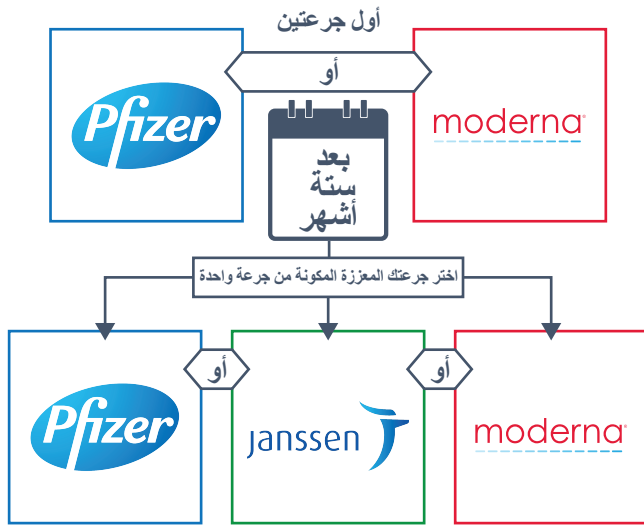 أول جرعتين
Pfizer
أو
moderna
بعد
ستة
أشهر
اختر جرعتك المعززة المكونة من جرعة واحدة
Pfizer
أو
janssen
أو
moderna